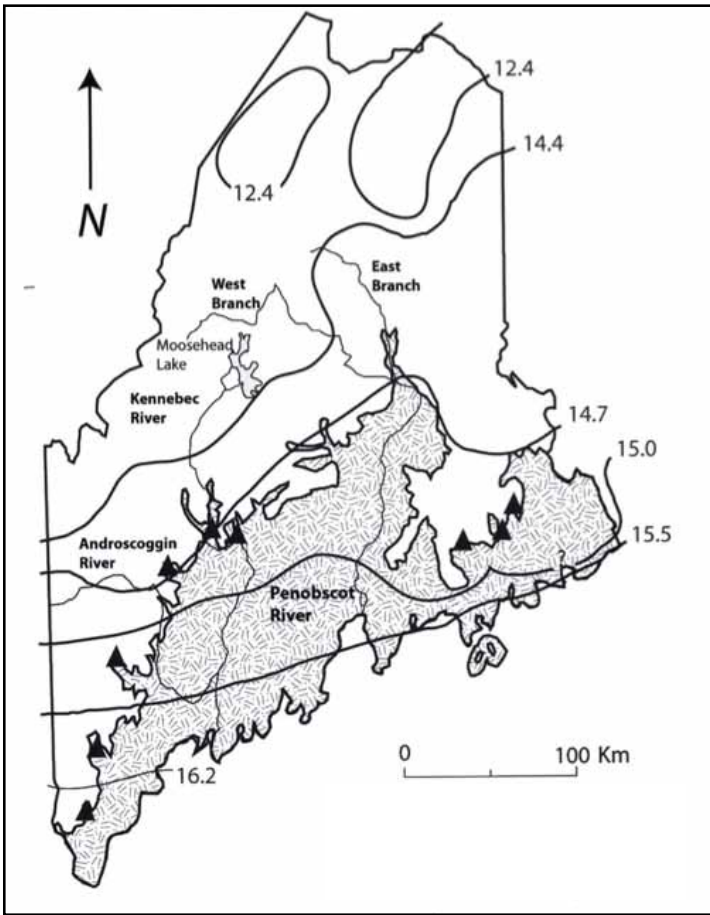 12.4
14.4
12.4
N
East
Branch
West
Branch
Moosehead
Lake
Kennebec
River
14.7
15.0
15.5
Androscoggin
River
?
Penobscot
River
0 100 Km
16.2